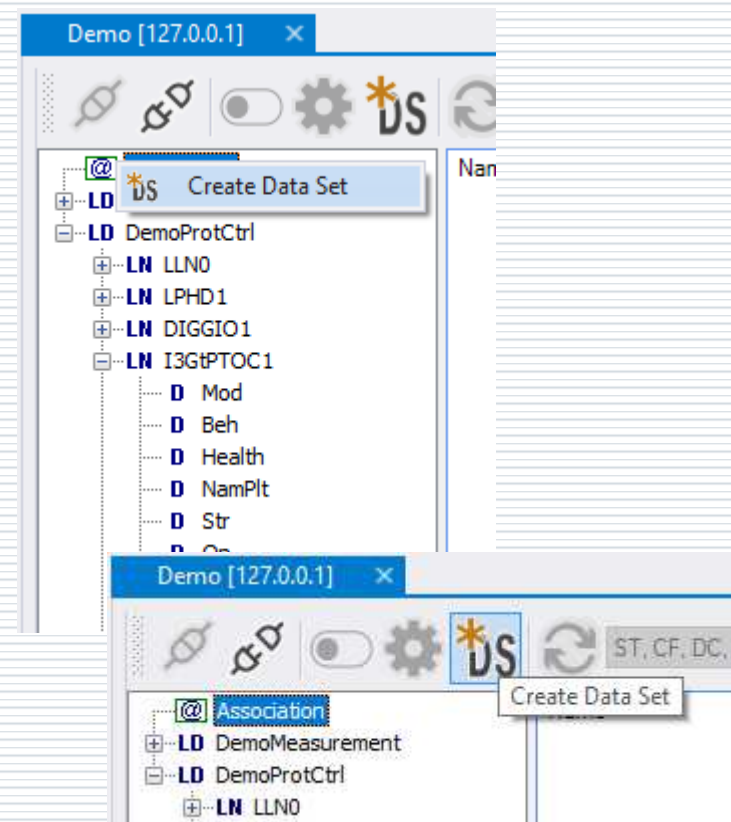 Demo [127.0.0.1] ×
*DS
@
*DS Create Data Set
Nam
LD
LD DemoProtCtrl
LN LLN0
LN LPHD1
LN DIGGIO1
LN I3GtPTOC1
D Mod
D Beh
D Health
D NamPlt
D Str
Demo [127.0.0.1] ×
*DS
ST, CF, DC,
Create Data Set
@ Association
LD DemoMeasurement
LD DemoProtCtrl
LN LLN0